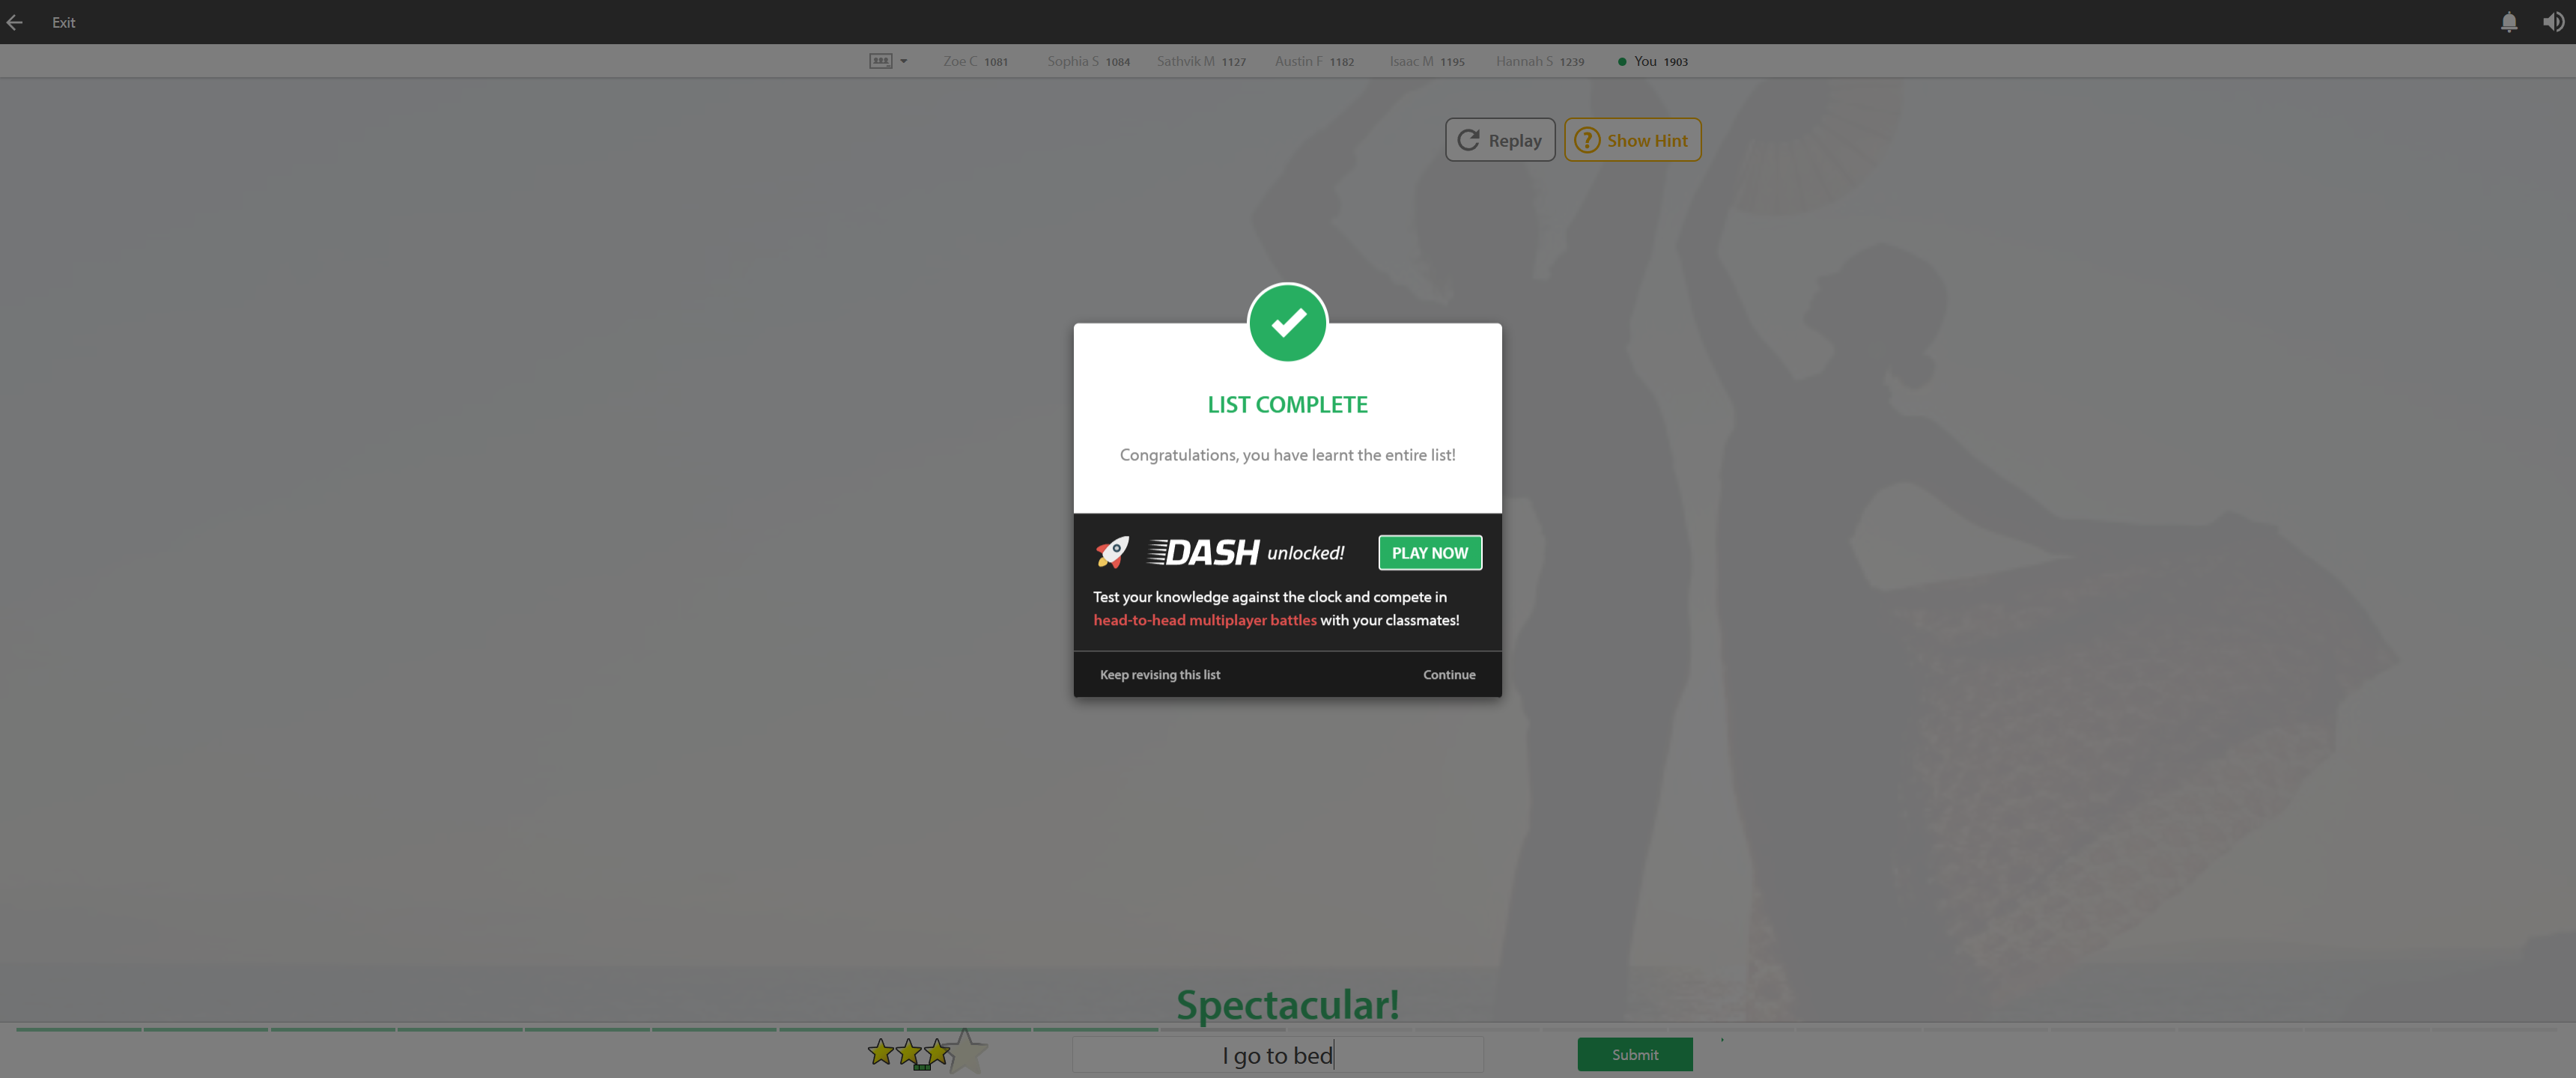 Exit
Zoe C 1081 Sophia S 1084 Sathvik M 1127 Austin F 1182 Isaac M 1195 Hannah S 1239 You 1903
Replay Show Hint
LIST COMPLETE
Congratulations, you have learnt the entire list!
DASH unlocked! PLAY NOW
Test your knowledge against the clock and compete in
head-to-head multiplayer battles with your classmates!
Keep revising this list Continue
Spectacular!
I go to bed Submit